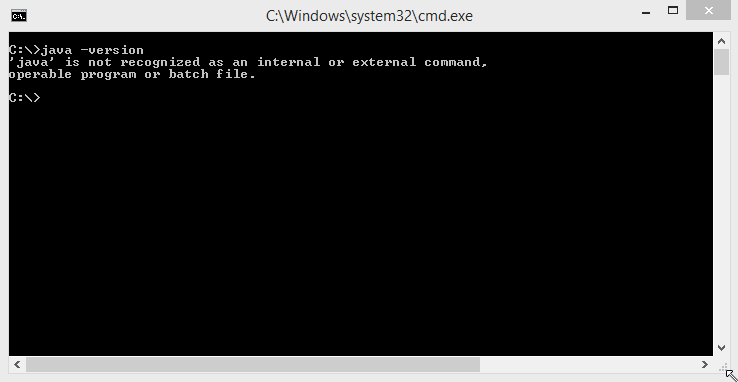 C:\Windows\system32\cmd.exe
C:\>java -version
'java' is not recognized as an internal or external command,
operable program or batch file.
C:\>